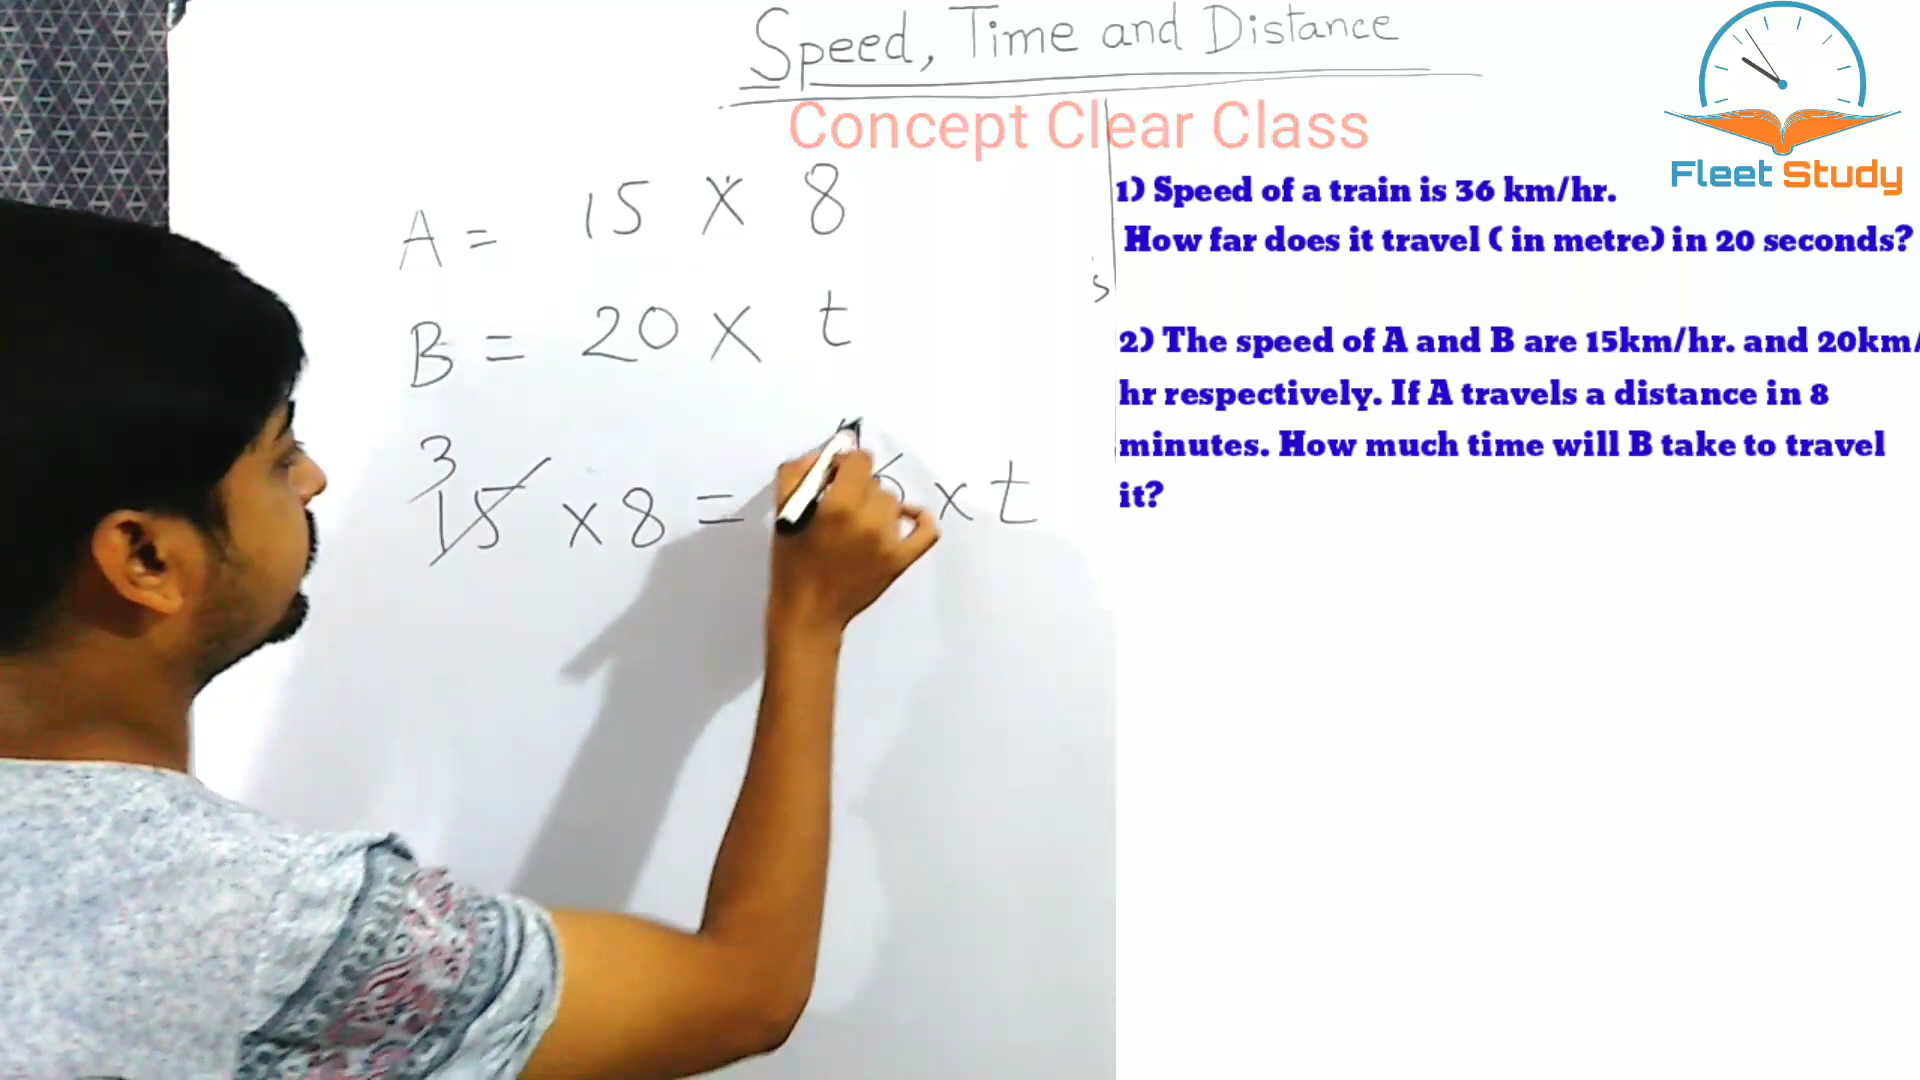 Speed, Time and Distance
Concept Clear Class
Fleet Study
A = 15 X 8
B = 20 X t
3
15 x 8 = x t
1) Speed of a train is 36 km/hr.
How far does it travel ( in metre) in 20 seconds?
2) The speed of A and B are 15km/hr. and 20km/
hr respectively. If A travels a distance in 8
minutes. How much time will B take to travel
it?